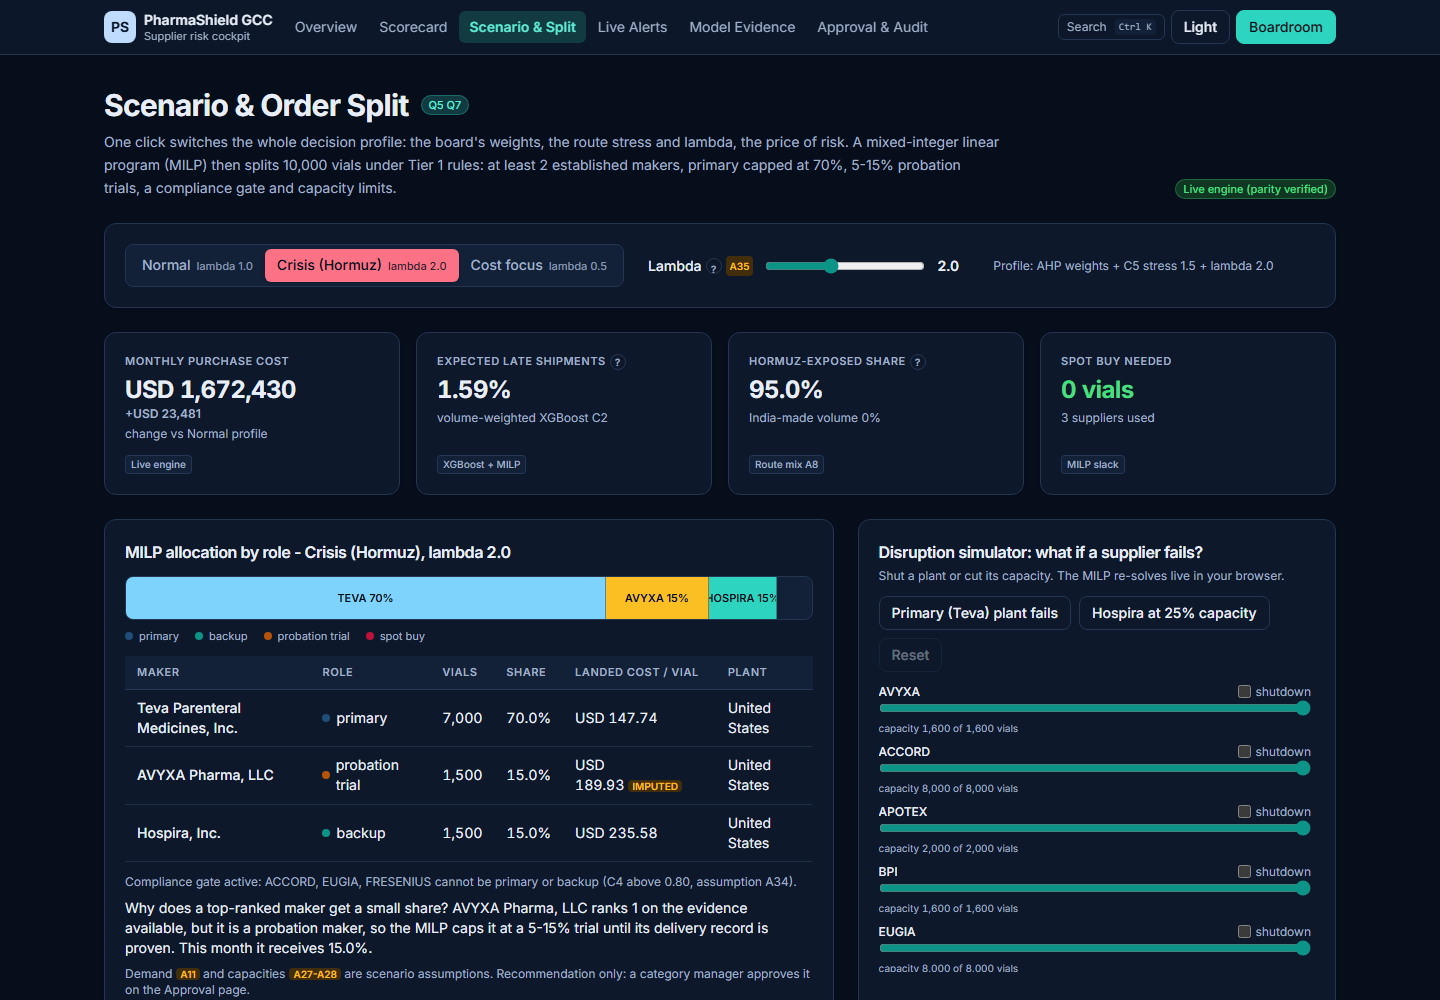 PS
PharmaShield GCC
Supplier risk cockpit
Overview
Scorecard
Scenario & Split
Live Alerts
Model Evidence
Approval & Audit
Search Ctrl K
Light
Boardroom
Scenario & Order Split
Q5 Q7
One click switches the whole decision profile: the board's weights, the route stress and lambda, the price of risk. A mixed-integer linear
program (MILP) then splits 10,000 vials under Tier 1 rules: at least 2 established makers, primary capped at 70%, 5-15% probation
trials, a compliance gate and capacity limits.
Live engine (parity verified)
Normal lambda 1.0
Crisis (Hormuz) lambda 2.0
Cost focus lambda 0.5
Lambda ? A35
2.0
Profile: AHP weights + C5 stress 1.5 + lambda 2.0
MONTHLY PURCHASE COST
USD 1,672,430
+USD 23,481
change vs Normal profile
Live engine
EXPECTED LATE SHIPMENTS ?
1.59%
volume-weighted XGBoost C2
XGBoost + MILP
HORMUZ-EXPOSED SHARE ?
95.0%
India-made volume 0%
Route mix A8
SPOT BUY NEEDED
0 vials
3 suppliers used
MILP slack
MILP allocation by role - Crisis (Hormuz), lambda 2.0
TEVA 70%
AVYXA 15%
HOSPIRA 15%
primary
backup
probation trial
spot buy
MAKER ROLE VIALS SHARE LANDED COST / VIAL PLANT
Teva Parenteral
Medicines, Inc.
primary
7,000
70.0%
USD 147.74
United
States
AVYXA Pharma, LLC
probation
trial
1,500
15.0%
USD
189.93 IMPUTED
United
States
Hospira, Inc.
backup
1,500
15.0%
USD 235.58
United
States
Compliance gate active: ACCORD, EUGIA, FRESENIUS cannot be primary or backup (C4 above 0.80, assumption A34).
Why does a top-ranked maker get a small share? AVYXA Pharma, LLC ranks 1 on the evidence
available, but it is a probation maker, so the MILP caps it at a 5-15% trial until its delivery record is
proven. This month it receives 15.0%.
Demand A11 and capacities A27-A28 are scenario assumptions. Recommendation only: a category manager approves it
on the Approval page.
Disruption simulator: what if a supplier fails?
Shut a plant or cut its capacity. The MILP re-solves live in your browser.
Primary (Teva) plant fails
Hospira at 25% capacity
Reset
AVYXA
shutdown
capacity 1,600 of 1,600 vials
ACCORD
shutdown
capacity 8,000 of 8,000 vials
APOTEX
shutdown
capacity 2,000 of 2,000 vials
BPI
shutdown
capacity 1,600 of 1,600 vials
EUGIA
shutdown
capacity 8,000 of 8,000 vials